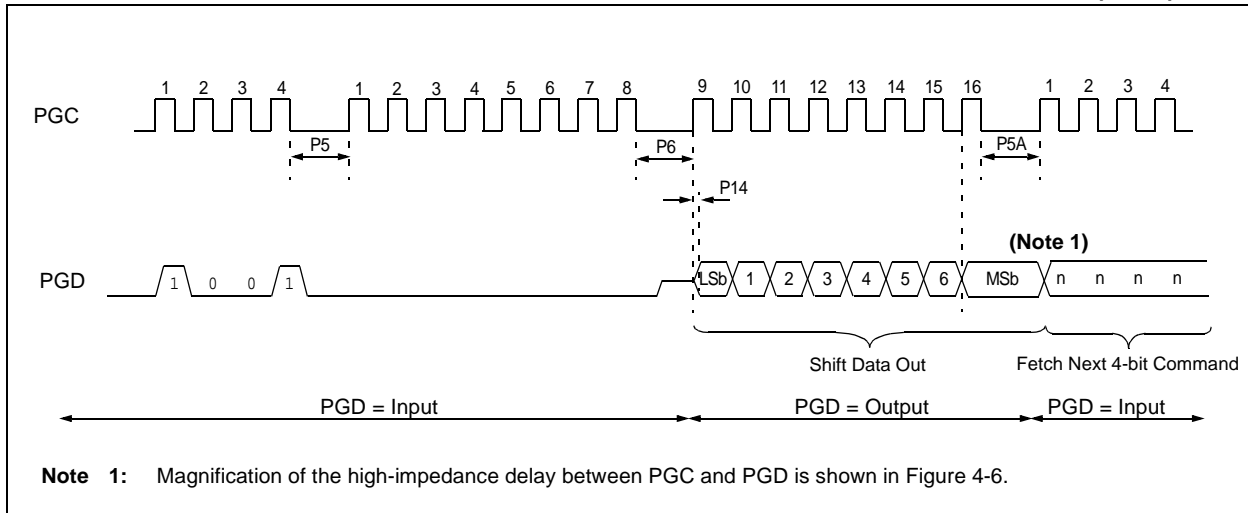 1 2 3 4 1 2 3 4 5 6 7 8 9 10 11 12 13 14 15 16 1 2 3 4
PGC
P5 P6 P5A
P14
(Note 1)
PGD 1 0 0 1 LSb 1 2 3 4 5 6 MSb n n n n
Shift Data Out Fetch Next 4-bit Command
PGD = Input PGD = Output PGD = Input
Note 1: Magnification of the high-impedance delay between PGC and PGD is shown in Figure 4-6.